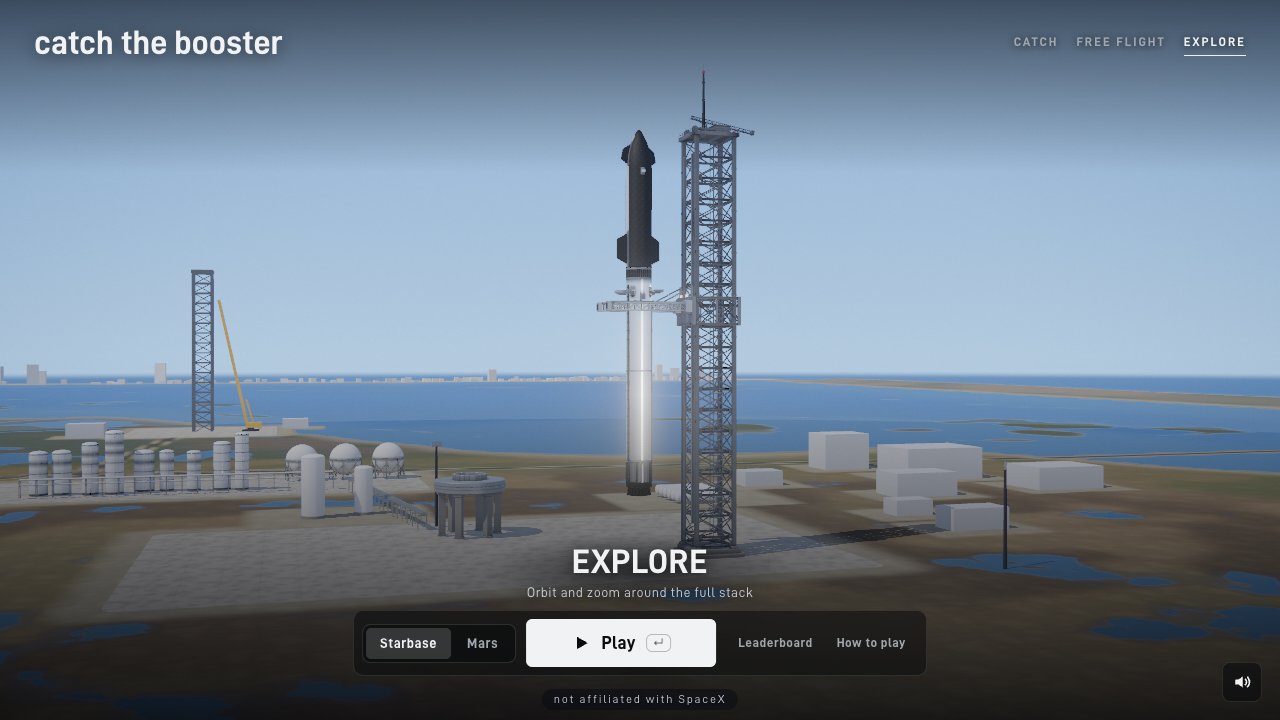 catch the booster
CATCH FREE FLIGHT EXPLORE
EXPLORE
Orbit and zoom around the full stack
Starbase Mars Play Leaderboard How to play
not affiliated with SpaceX